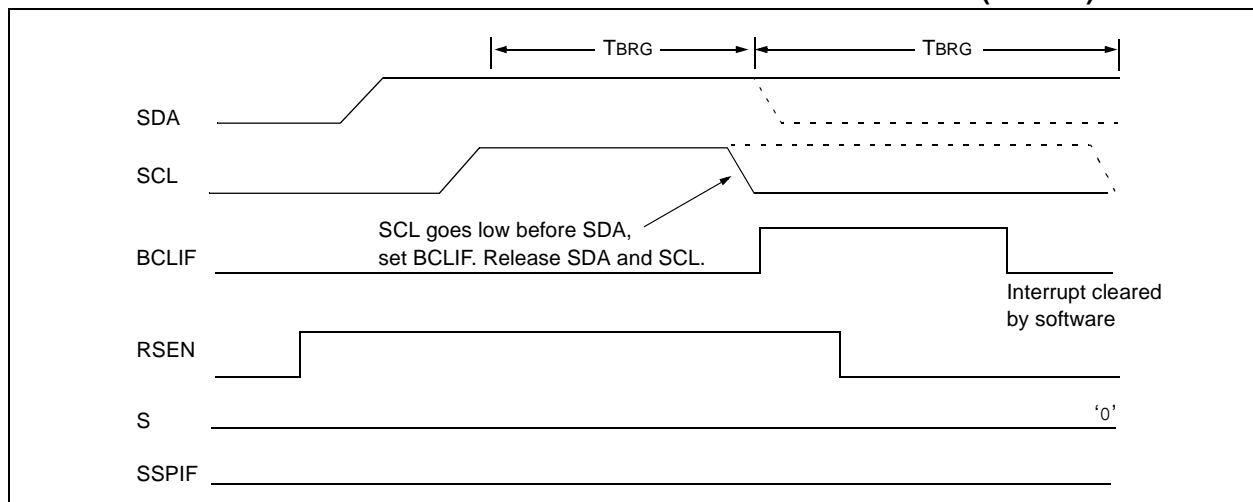 TBRG TBRG
SDA
SCL
SCL goes low before SDA,
set BCLIF. Release SDA and SCL.
BCLIF
Interrupt cleared
by software
RSEN
S ‘0’
SSPIF